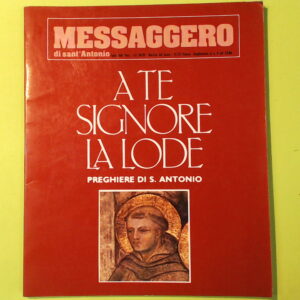 MESSAGGERO
di sant'Antonio
A TE
SIGNORE
LA LODE
PREGHIERE DI S. ANTONIO